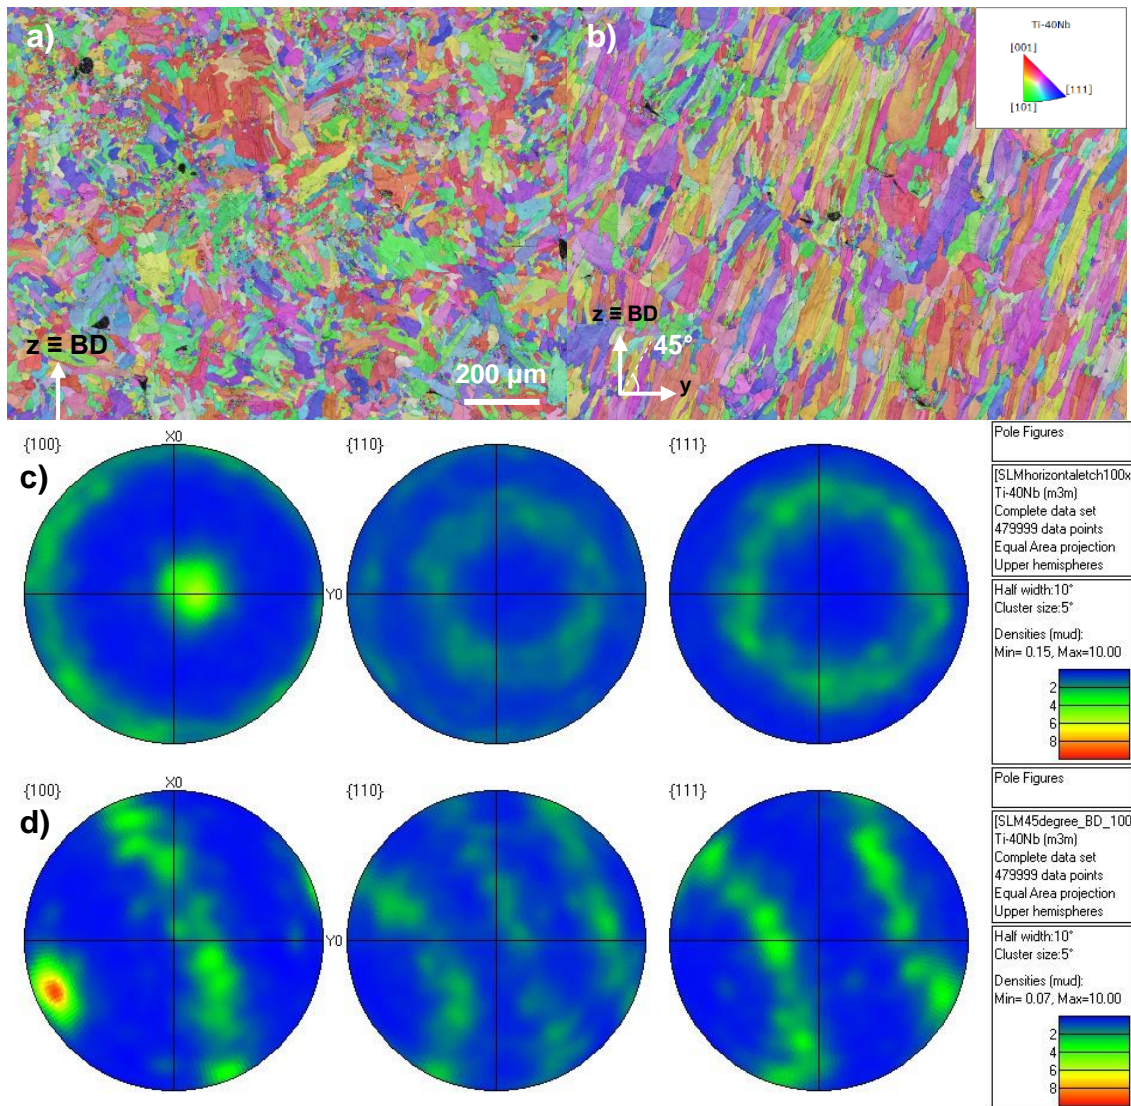 a)
b)
Ti-40Nb
[001]
[111]
[101]
z ≡ BD
200 µm
z ≡ BD
45°
y
c)
{100}
X0
Y0
{110}
{111}
Pole Figures
[SLMhorizontaletch100x
Ti-40Nb (m3m)
Complete data set
479999 data points
Equal Area projection
Upper hemispheres
Half width:10°
Cluster size:5°
Densities (mud):
Min= 0.15, Max=10.00
2
4
6
8
d)
{100}
X0
Y0
{110}
{111}
Pole Figures
[SLM45degree_BD_100
Ti-40Nb (m3m)
Complete data set
479999 data points
Equal Area projection
Upper hemispheres
Half width:10°
Cluster size:5°
Densities (mud):
Min= 0.07, Max=10.00
2
4
6
8